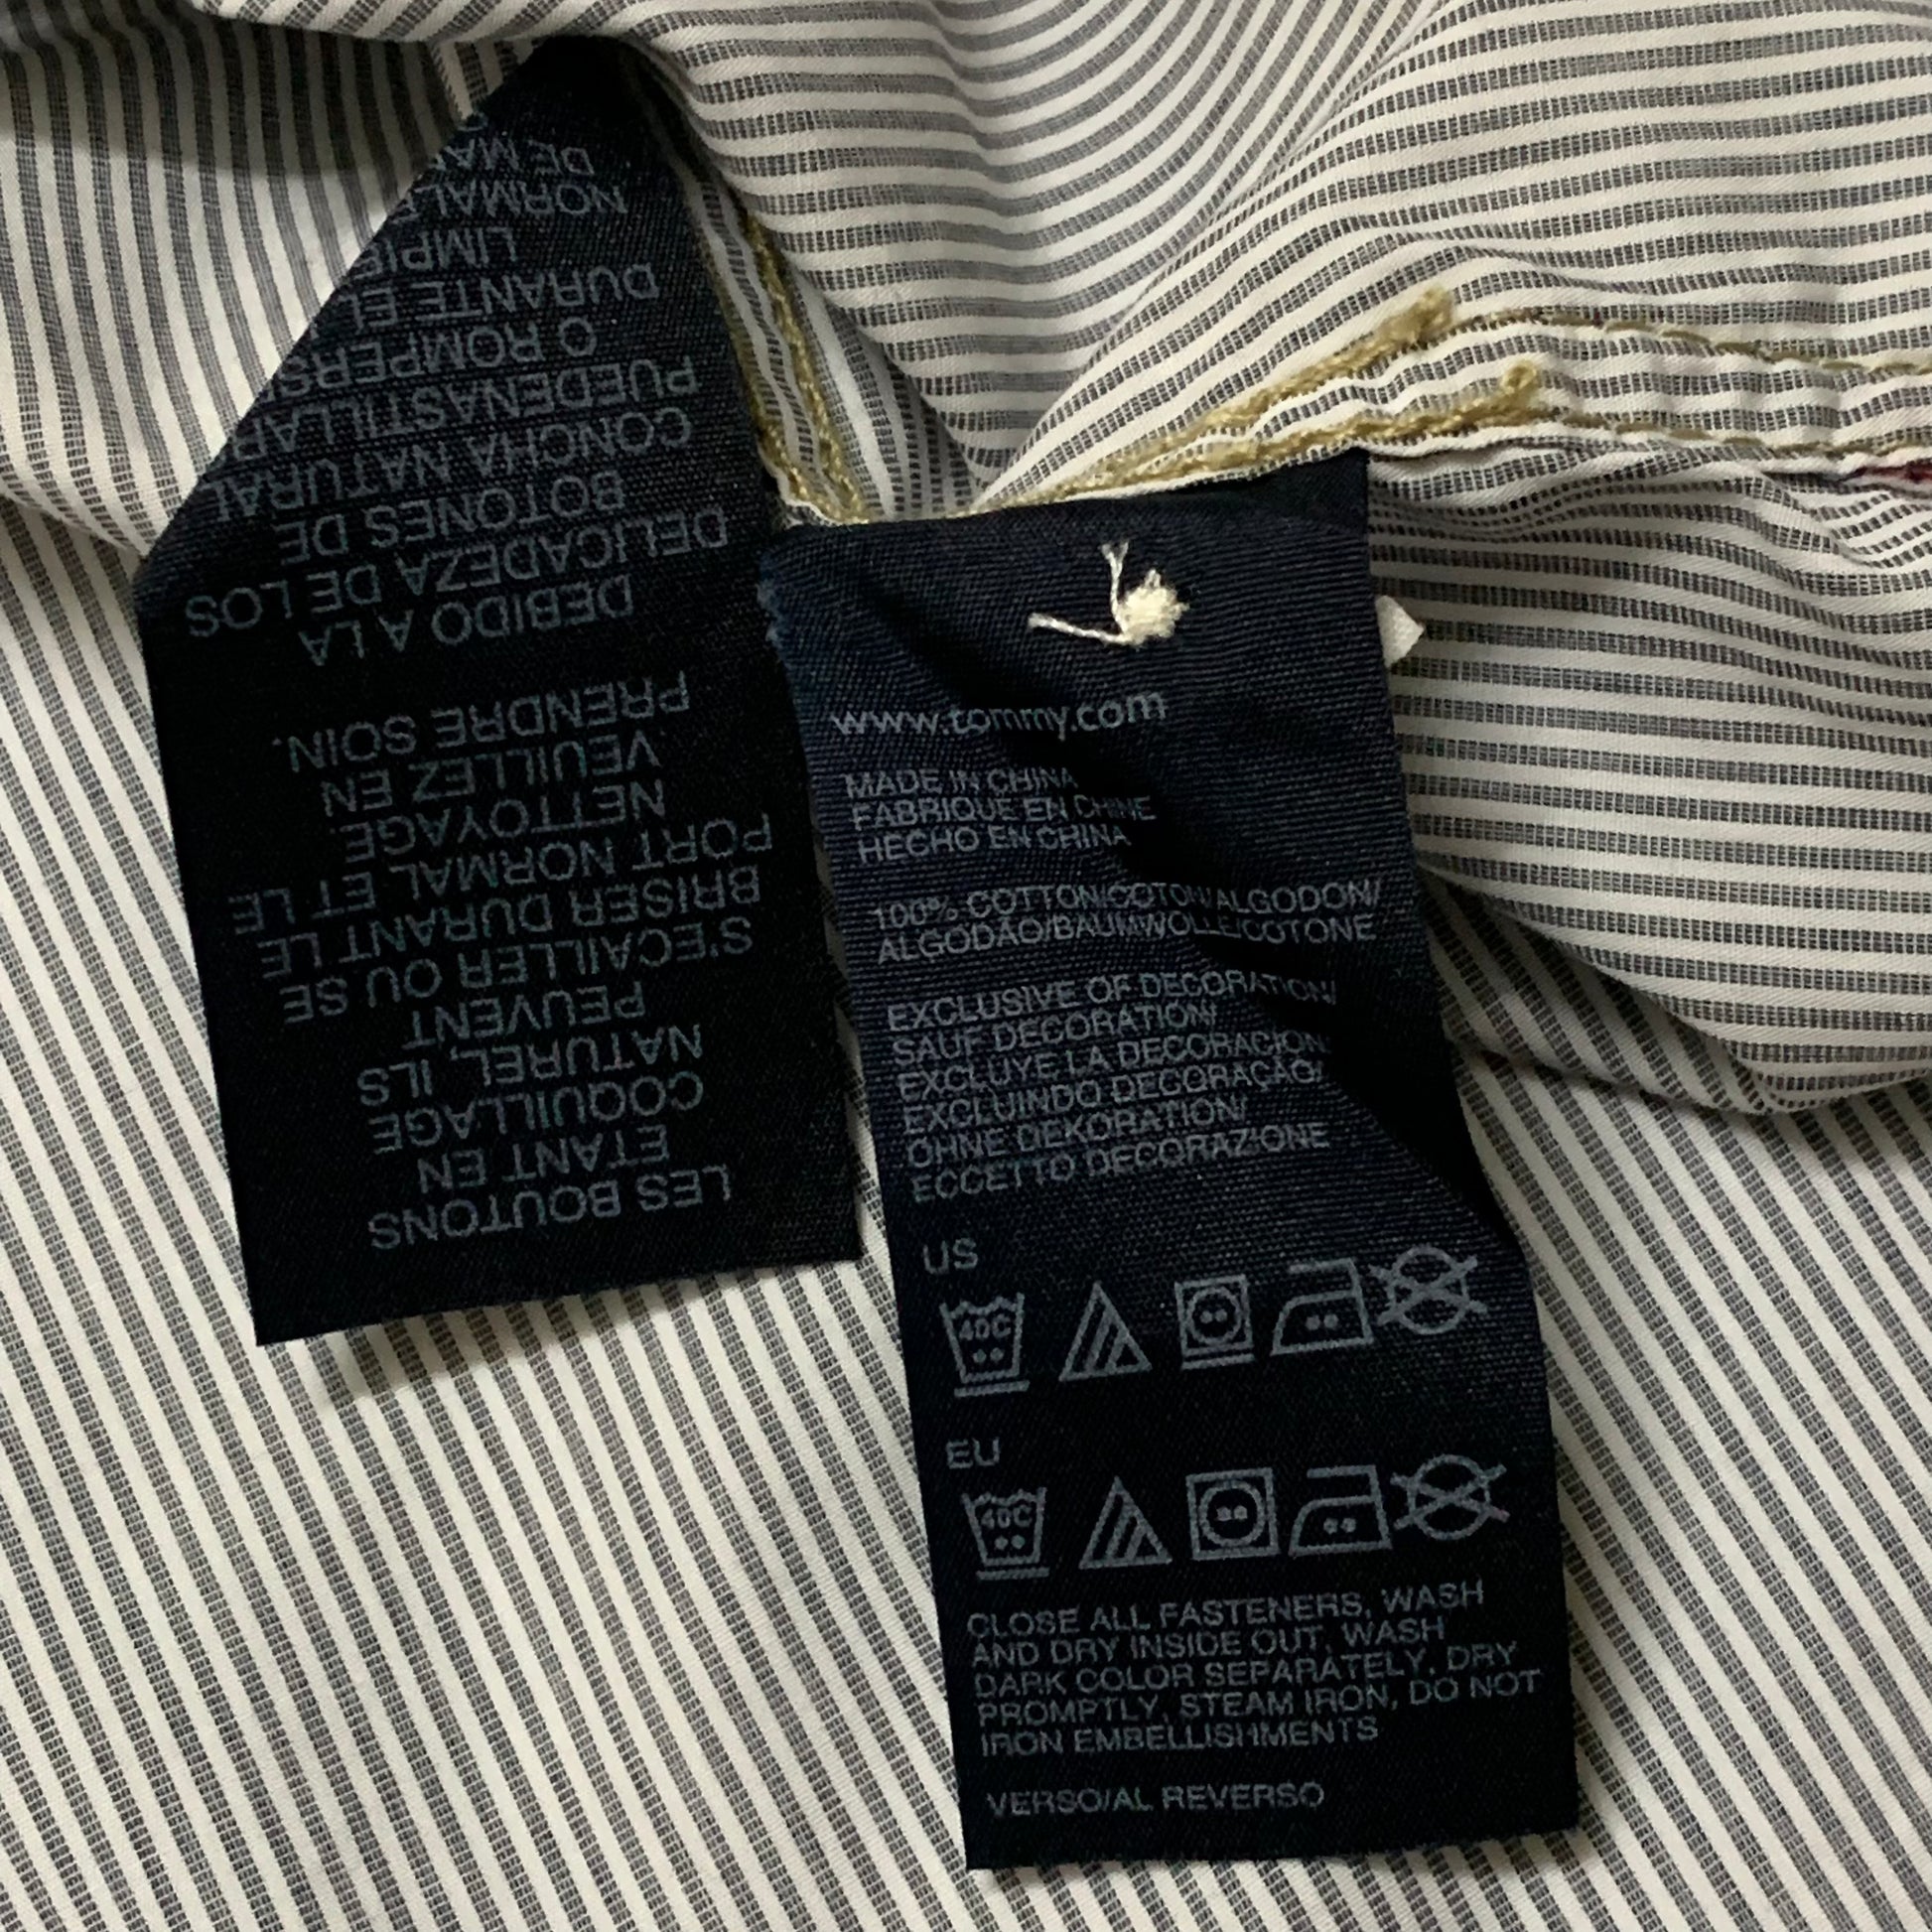 www.tommy.com
MADE IN CHINA
FABRIQUE EN CHINE
HECHO EN CHINA
100% COTTON/COTON/ALGODON/
ALGODÃO/BAUMWOLLE/COTONE
EXCLUSIVE OF DECORATION/
SAUF DECORATION/
EXCLUYE LA DECORACION
EXCLUINDO DECORAÇÃO/
OHNE DEKORATION/
ECCETTO DECORAZIONE
US
40C
EU
40C
CLOSE ALL FASTENERS, WASH
AND DRY INSIDE OUT, WASH
DARK COLOR SEPARATELY, DRY
PROMPTLY, STEAM IRON, DO NOT
IRON EMBELLISHMENTS
VERSO/AL REVERSO
LES BOUTONS
ETANT EN
COQUILLAGE
NATUREL, ILS
PEUVENT
S'ECAILLER OU SE
BRISER DURANT LE
PORT NORMAL ET LE
NETTOYAGE.
VEUILLEZ EN
PRENDRE SOIN.
DEBIDO A LA
DELICADEZA DE LOS
BOTONES DE
CONCHA NATURAL
PUEDENASTILLAR
O ROMPERS
DURANTE EL
LIMPIE
NORMAL
DE MA